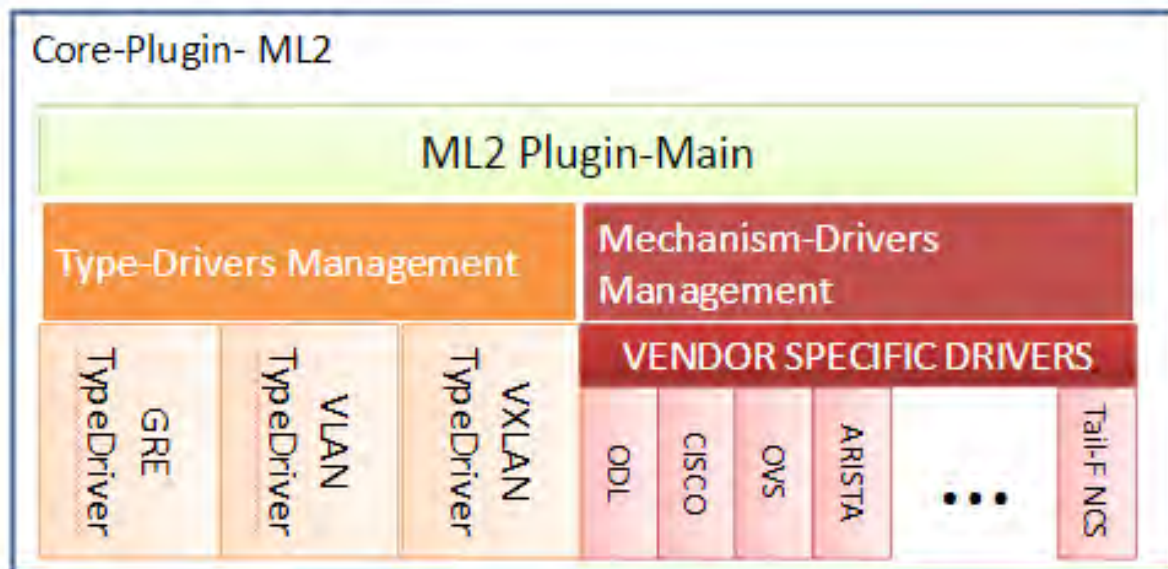 Core-Plugin- ML2
ML2 Plugin-Main
Type-Drivers Management
Mechanism-Drivers
Management
GRE
TypeDriver
VLAN
TypeDriver
VXLAN
TypeDriver
VENDOR SPECIFIC DRIVERS
ODL
CISCO
OVS
ARISTA
...
Tail-F NCS